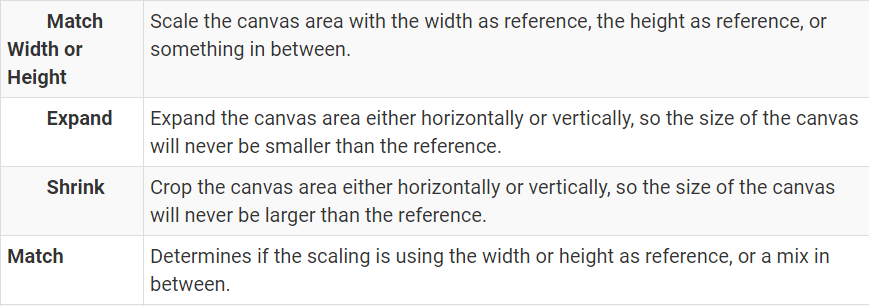 Match Width or Height
Scale the canvas area with the width as reference, the height as reference, or
something in between.
Expand
Expand the canvas area either horizontally or vertically, so the size of the canvas
will never be smaller than the reference.
Shrink
Crop the canvas area either horizontally or vertically, so the size of the canvas
will never be larger than the reference.
Match
Determines if the scaling is using the width or height as reference, or a mix in
between.